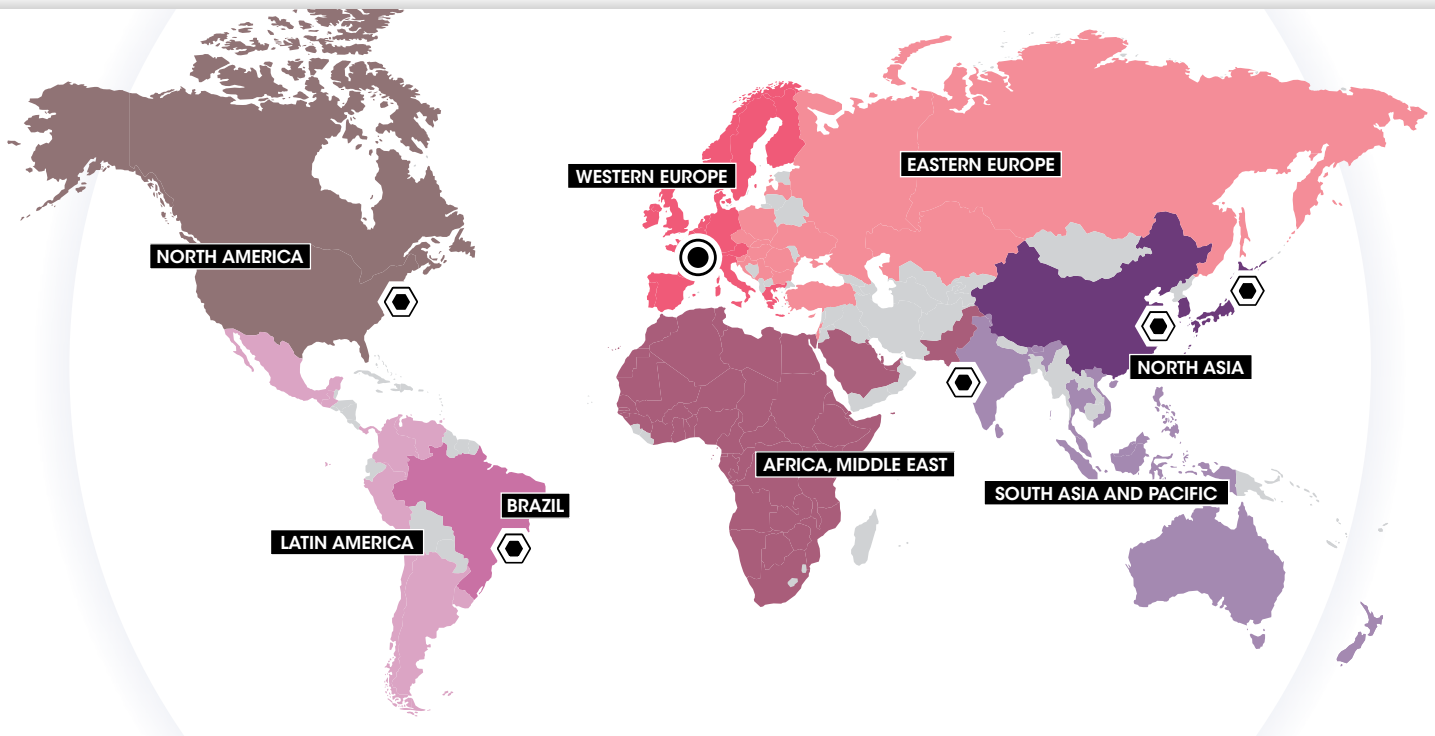 WESTERN EUROPE
EASTERN EUROPE
NORTH AMERICA
NORTH ASIA
AFRICA, MIDDLE EAST
SOUTH ASIA AND PACIFIC
BRAZIL
LATIN AMERICA